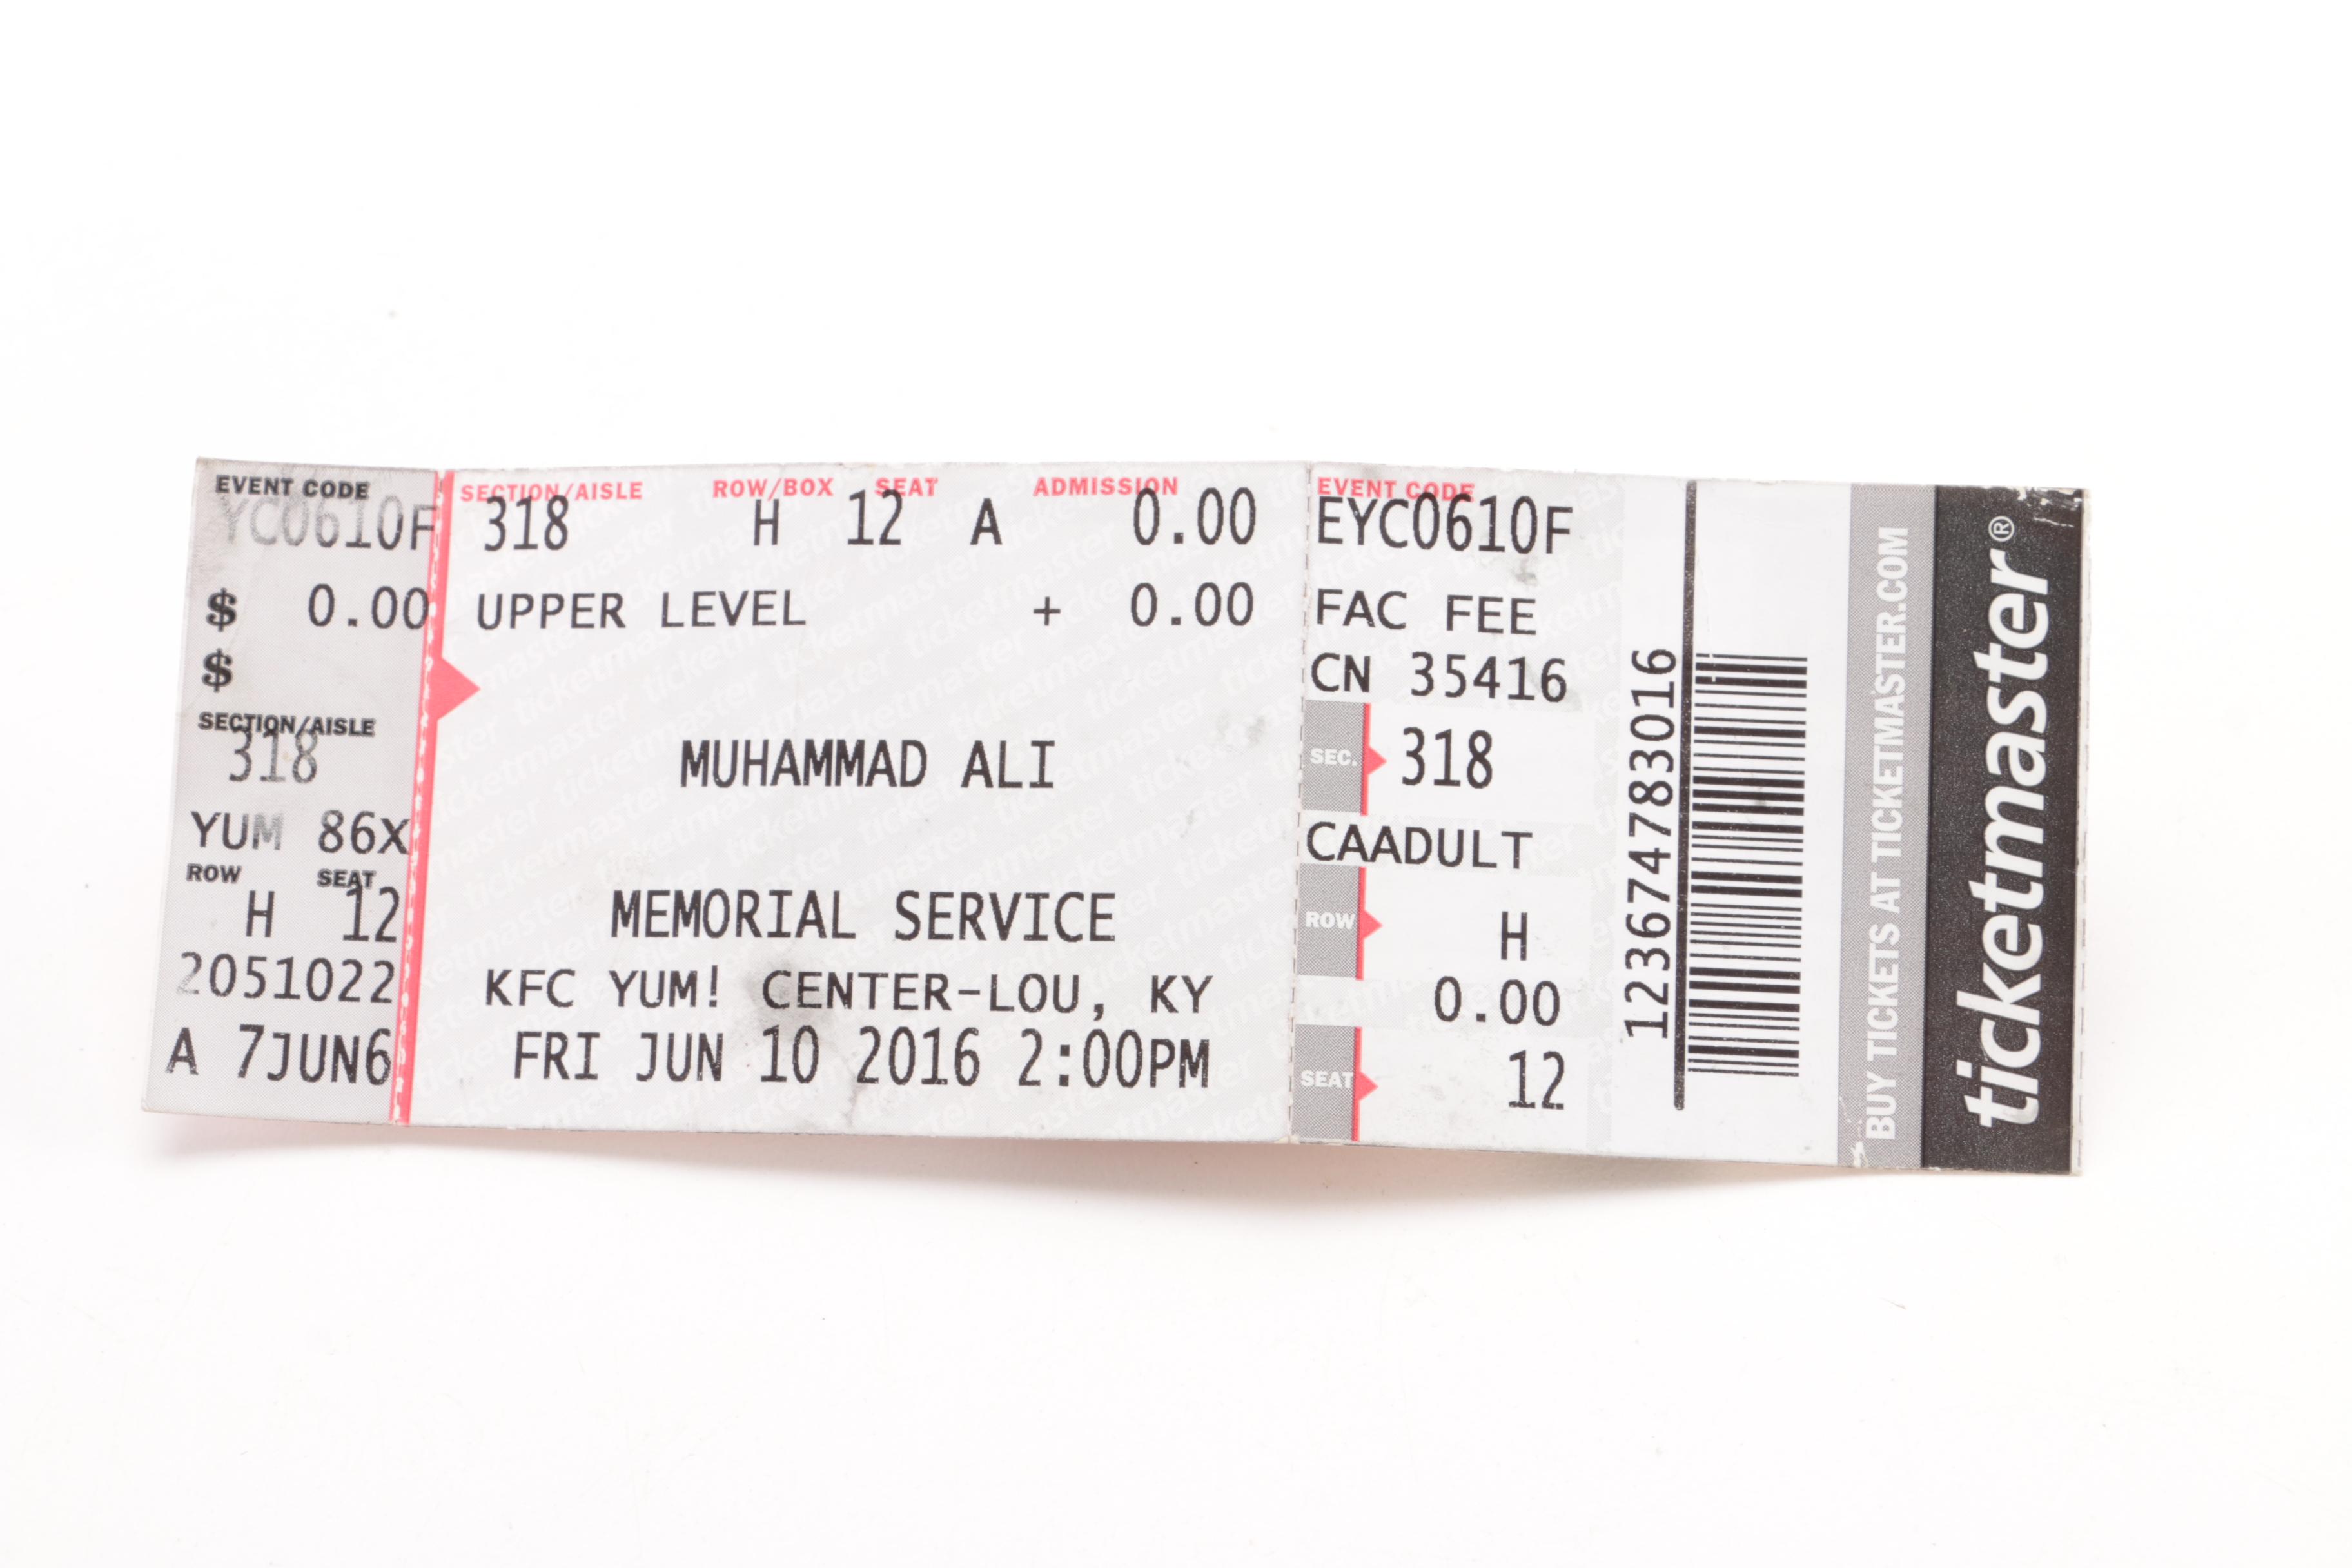 EVENT CODE
YC0610F
$ 0.00
$
SECTION/AISLE
318
YUM 86X
ROW SEAT
H 12
2051022
A 7JUN6
SECTION/AISLE ROW/BOX SEAT ADMISSION
318 H 12 A 0.00
UPPER LEVEL + 0.00
MUHAMMAD ALI
MEMORIAL SERVICE
KFC YUM! CENTER-LOU, KY
FRI JUN 10 2016 2:00PM
EVENT CODE
EYC0610F
FAC FEE
CN 35416
SEC. 318
CAADULT
ROW H
0.00
SEAT 12
123674783016
BUY TICKETS AT TICKETMASTER.COM
ticketmaster®